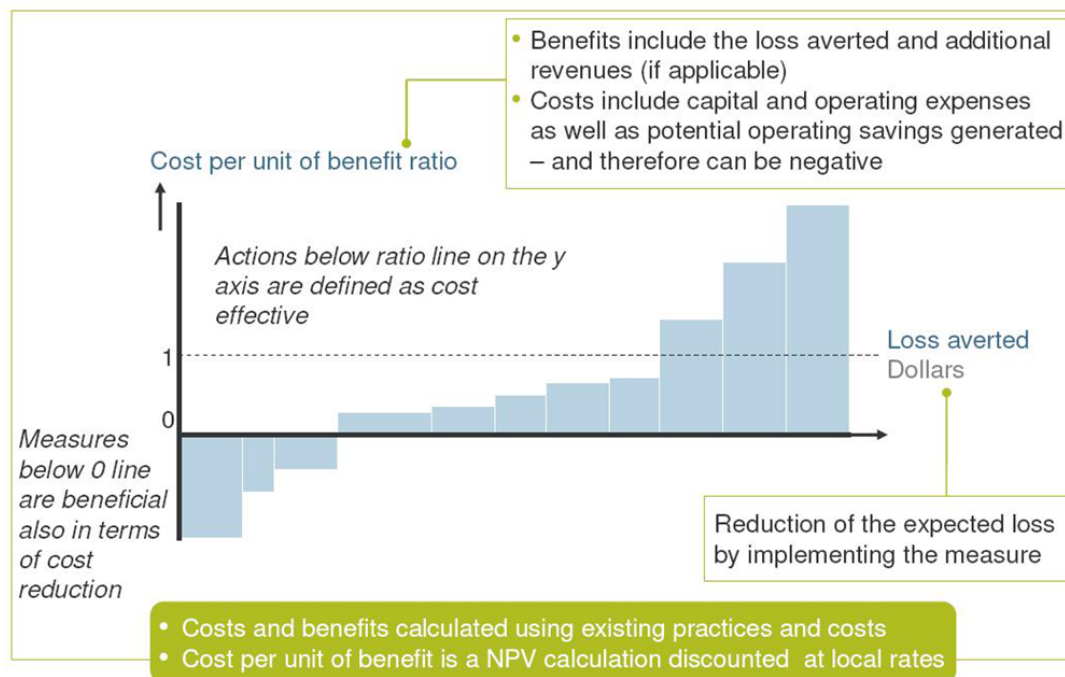 • Benefits include the loss averted and additional
revenues (if applicable)
• Costs include capital and operating expenses
as well as potential operating savings generated
– and therefore can be negative
Cost per unit of benefit ratio
Actions below ratio line on the y
axis are defined as cost
effective
1
Loss averted
Dollars
0
Measures
below 0 line
are beneficial
also in terms
of cost
reduction
Reduction of the expected loss
by implementing the measure
• Costs and benefits calculated using existing practices and costs
• Cost per unit of benefit is a NPV calculation discounted at local rates